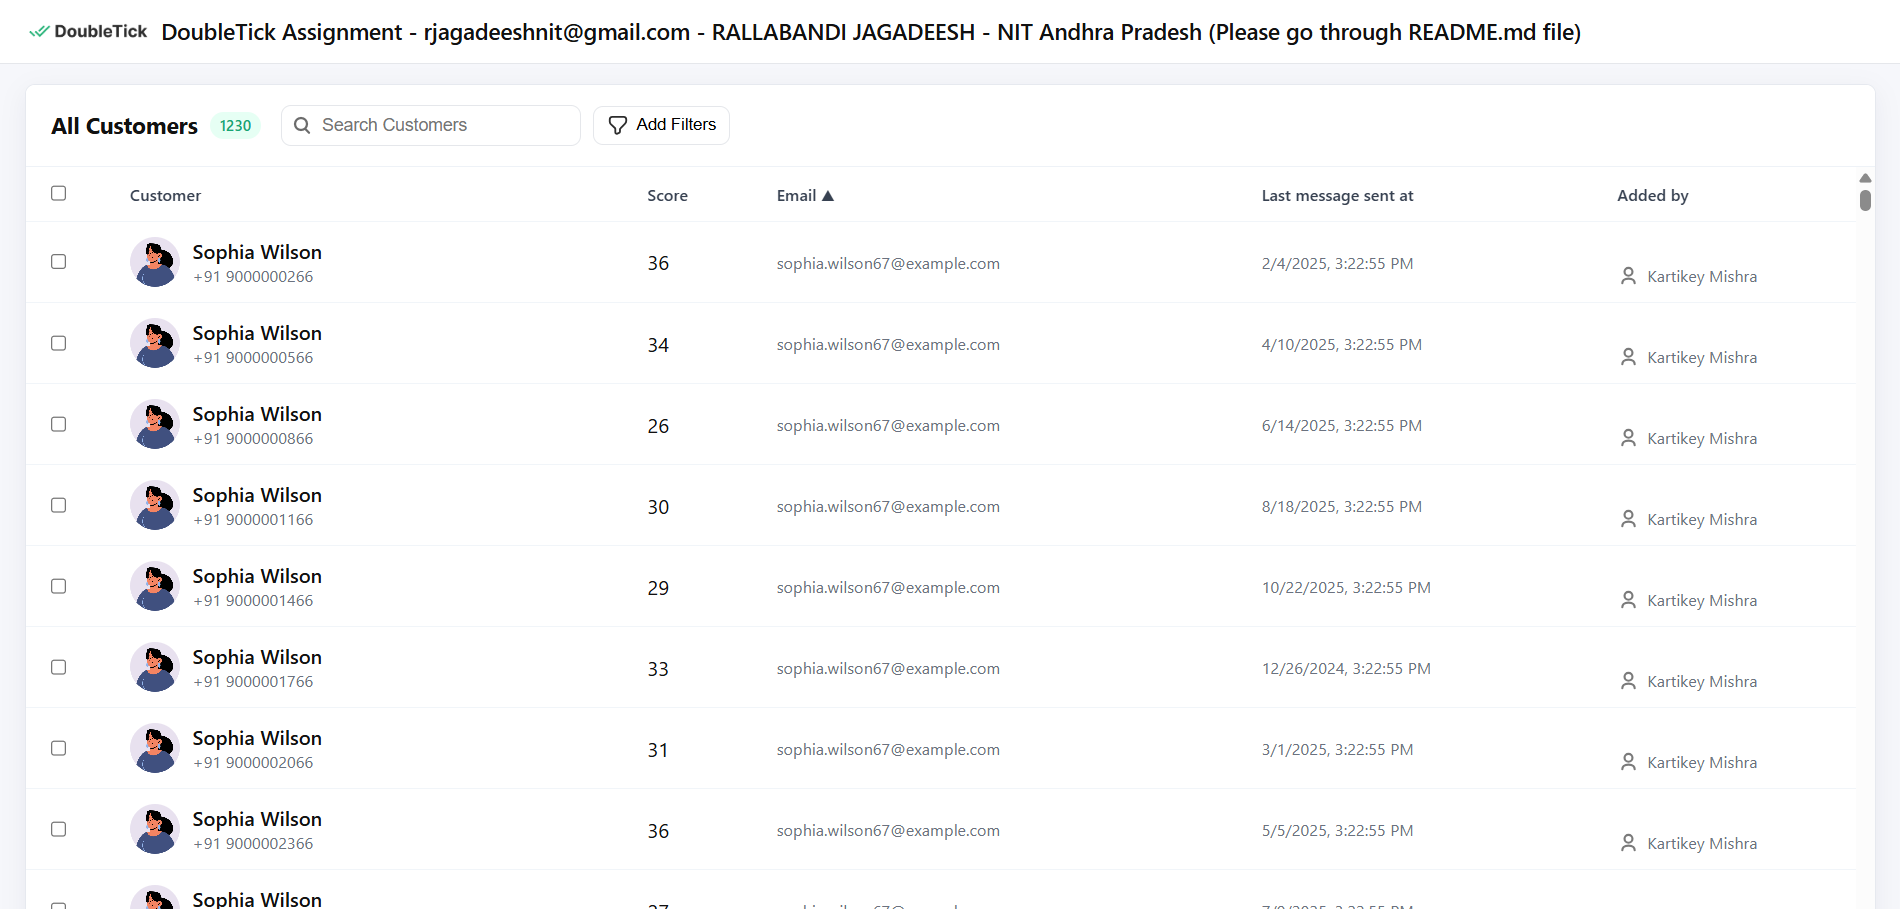 DoubleTick DoubleTick Assignment - rjagadeeshnit@gmail.com - RALLABANDI JAGADEESH - NIT Andhra Pradesh (Please go through README.md file)
All Customers 1230 Search Customers Add Filters
Customer Score Email ▲ Last message sent at Added by
Sophia Wilson
+91 9000000266
36 sophia.wilson67@example.com 2/4/2025, 3:22:55 PM Kartikey Mishra
Sophia Wilson
+91 9000000566
34 sophia.wilson67@example.com 4/10/2025, 3:22:55 PM Kartikey Mishra
Sophia Wilson
+91 9000000866
26 sophia.wilson67@example.com 6/14/2025, 3:22:55 PM Kartikey Mishra
Sophia Wilson
+91 9000001166
30 sophia.wilson67@example.com 8/18/2025, 3:22:55 PM Kartikey Mishra
Sophia Wilson
+91 9000001466
29 sophia.wilson67@example.com 10/22/2025, 3:22:55 PM Kartikey Mishra
Sophia Wilson
+91 9000001766
33 sophia.wilson67@example.com 12/26/2024, 3:22:55 PM Kartikey Mishra
Sophia Wilson
+91 9000002066
31 sophia.wilson67@example.com 3/1/2025, 3:22:55 PM Kartikey Mishra
Sophia Wilson
+91 9000002366
36 sophia.wilson67@example.com 5/5/2025, 3:22:55 PM Kartikey Mishra
Sophia Wilson